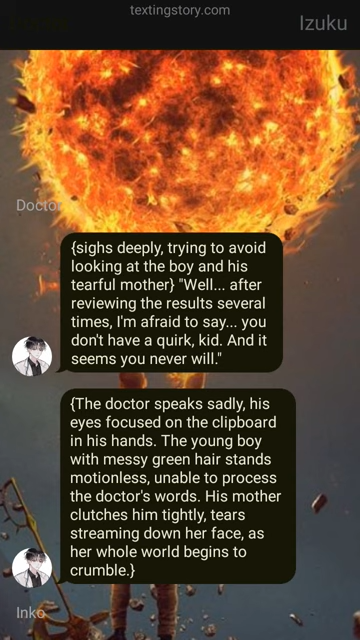 textingstory.com
Izuku
Doctor
{sighs deeply, trying to avoid
looking at the boy and his
tearful mother} "Well... after
reviewing the results several
times, I'm afraid to say... you
don't have a quirk, kid. And it
seems you never will."
{The doctor speaks sadly, his
eyes focused on the clipboard
in his hands. The young boy
with messy green hair stands
motionless, unable to process
the doctor's words. His mother
clutches him tightly, tears
streaming down her face, as
her whole world begins to
crumble.}
Inko